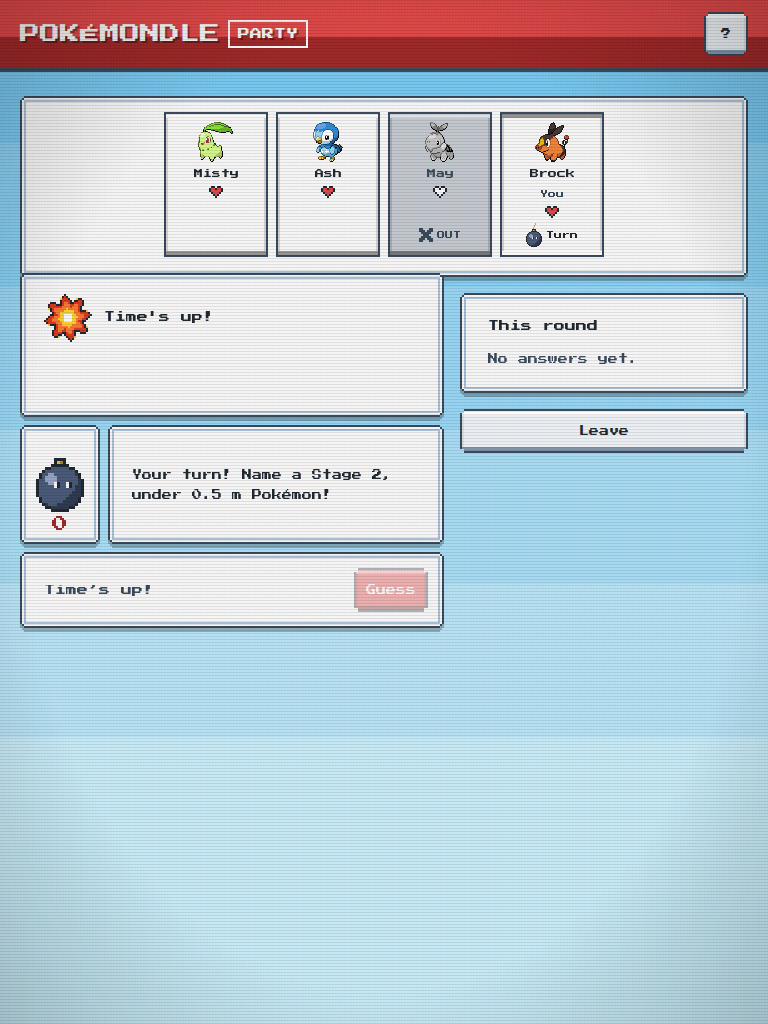 POKéMONDLE PARTY
?
Misty
Ash
May
OUT
Brock
You
Turn
Time's up!
This round
No answers yet.
Leave
0
Your turn! Name a Stage 2,
under 0.5 m Pokémon!
Time's up!
Guess